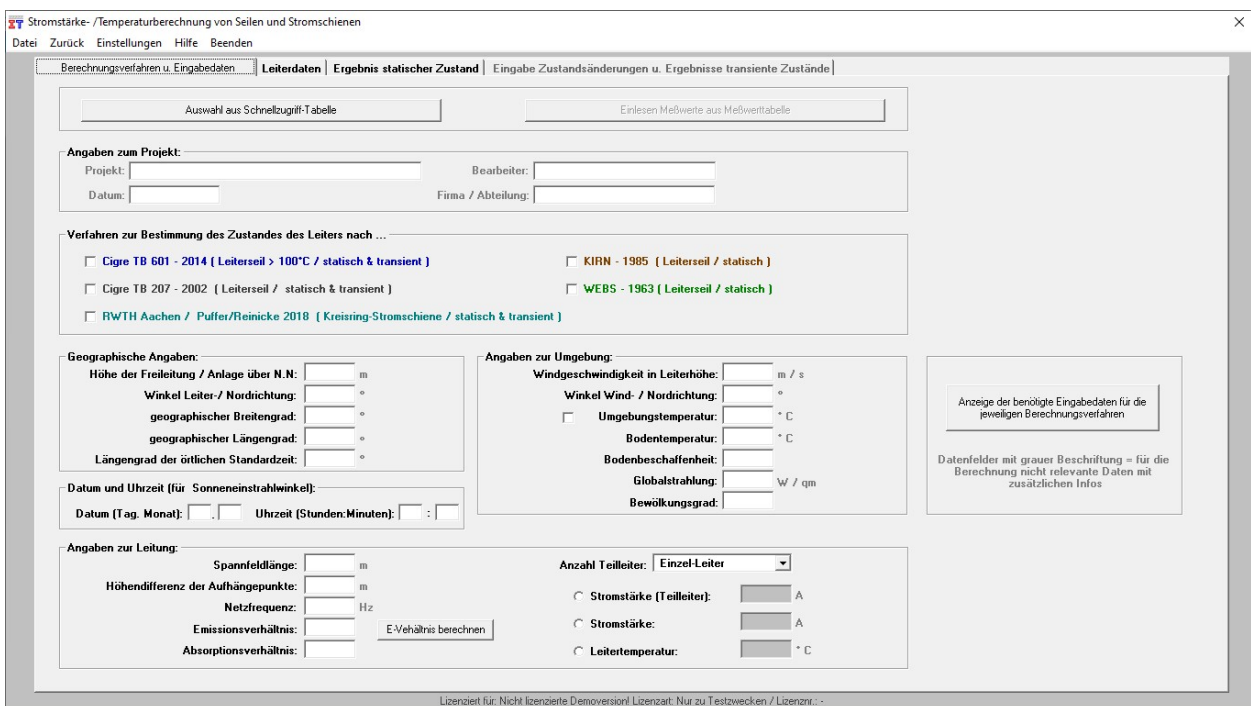 IT Stromstärke- /Temperaturberechnung von Seilen und Stromschienen
Datei Zurück Einstellungen Hilfe Beenden
Berechnungsverfahren u. Eingabedaten Leiterdaten Ergebnis statischer Zustand Eingabe Zustandsänderungen u. Ergebnisse transiente Zustände
Auswahl aus Schnellzugriff-Tabelle Einlesen Meßwerte aus Meßwerttabelle
Angaben zum Projekt:
Projekt: Bearbeiter:
Datum: Firma / Abteilung:
Verfahren zur Bestimmung des Zustandes des Leiters nach ...
Cigre TB 601 - 2014 ( Leiterseil > 100°C / statisch & transient ) KIRN - 1985 ( Leiterseil / statisch )
Cigre TB 207 - 2002 ( Leiterseil / statisch & transient ) WEBS - 1963 ( Leiterseil / statisch )
RWTH Aachen / Puffer/Reinicke 2018 ( Kreisring-Stromschiene / statisch & transient )
Geographische Angaben: Angaben zur Umgebung:
Höhe der Freileitung / Anlage über N.N: m Windgeschwindigkeit in Leiterhöhe: m / s
Winkel Leiter-/ Nordrichtung: ° Winkel Wind- / Nordrichtung: °
geographischer Breitengrad: ° Umgebungstemperatur: ° C
geographischer Längengrad: ° Bodentemperatur: ° C
Längengrad der örtlichen Standardzeit: ° Bodenbeschaffenheit:
Globalstrahlung: W / qm
Bewölkungsgrad:
Anzeige der benötigte Eingabedaten für die
jeweiligen Berechnungsverfahren
Datenfelder mit grauer Beschriftung = für die
Berechnung nicht relevante Daten mit
zusätzlichen Infos
Datum und Uhrzeit (für Sonneneinstrahlwinkel):
Datum (Tag. Monat): . Uhrzeit (Stunden:Minuten): :
Angaben zur Leitung:
Spannfeldlänge: m Anzahl Teilleiter: Einzel-Leiter
Höhendifferenz der Aufhängepunkte: m Stromstärke (Teilleiter): A
Netzfrequenz: Hz Stromstärke: A
Emissionsverhältnis: E-Vehältnis berechnen
Absorptionsverhältnis: Leitertemperatur: ° C
Lizenziert für: Nicht lizenzierte Demoversion! Lizenzart: Nur zu Testzwecken / Lizenznr.: -